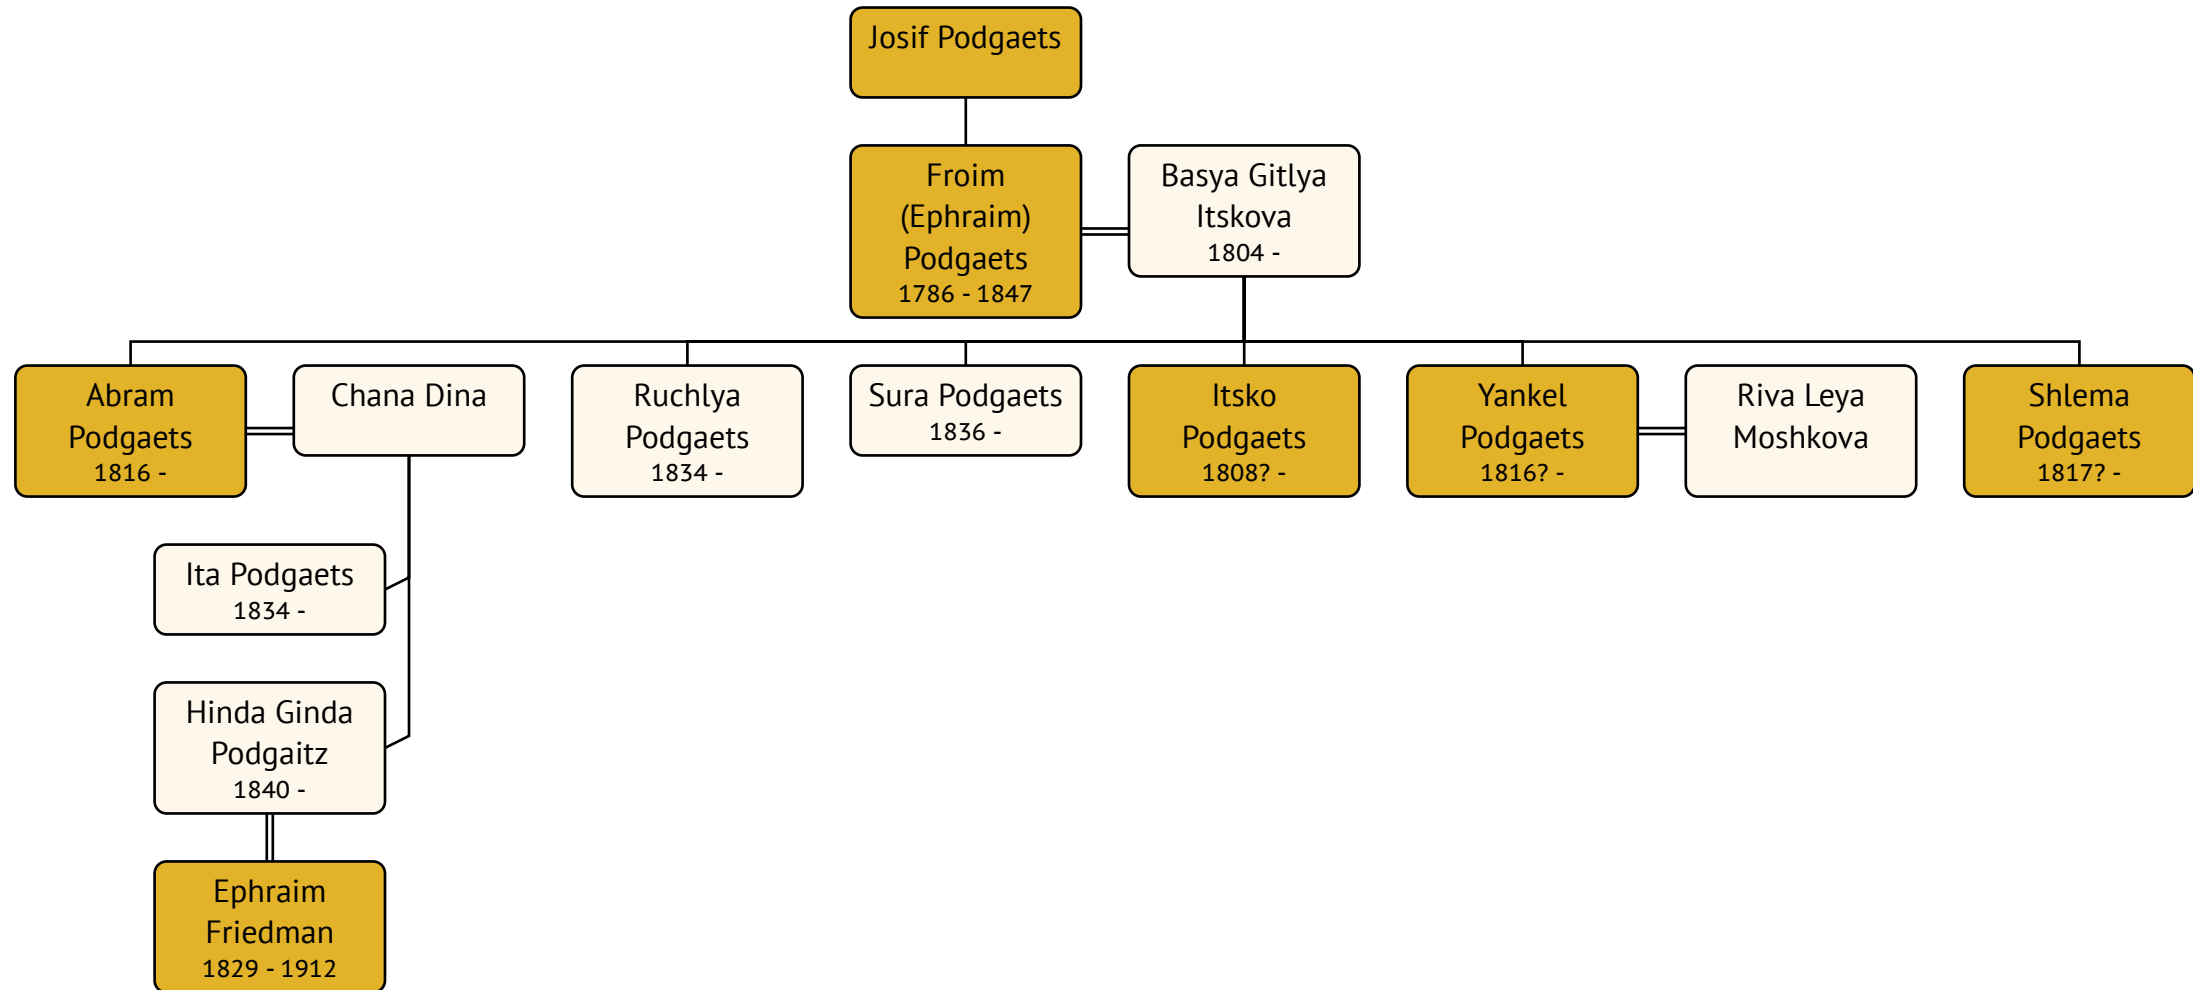 Josif Podgaets
Froim
(Ephraim)
Podgaets
1786 - 1847
Basya Gitlya
Itskova
1804 -
Abram
Podgaets
1816 -
Chana Dina
Ruchlya
Podgaets
1834 -
Sura Podgaets
1836 -
Itsko
Podgaets
1808? -
Yankel
Podgaets
1816? -
Riva Leya
Moshkova
Shlema
Podgaets
1817? -
Ita Podgaets
1834 -
Hinda Ginda
Podgaitz
1840 -
Ephraim
Friedman
1829 - 1912